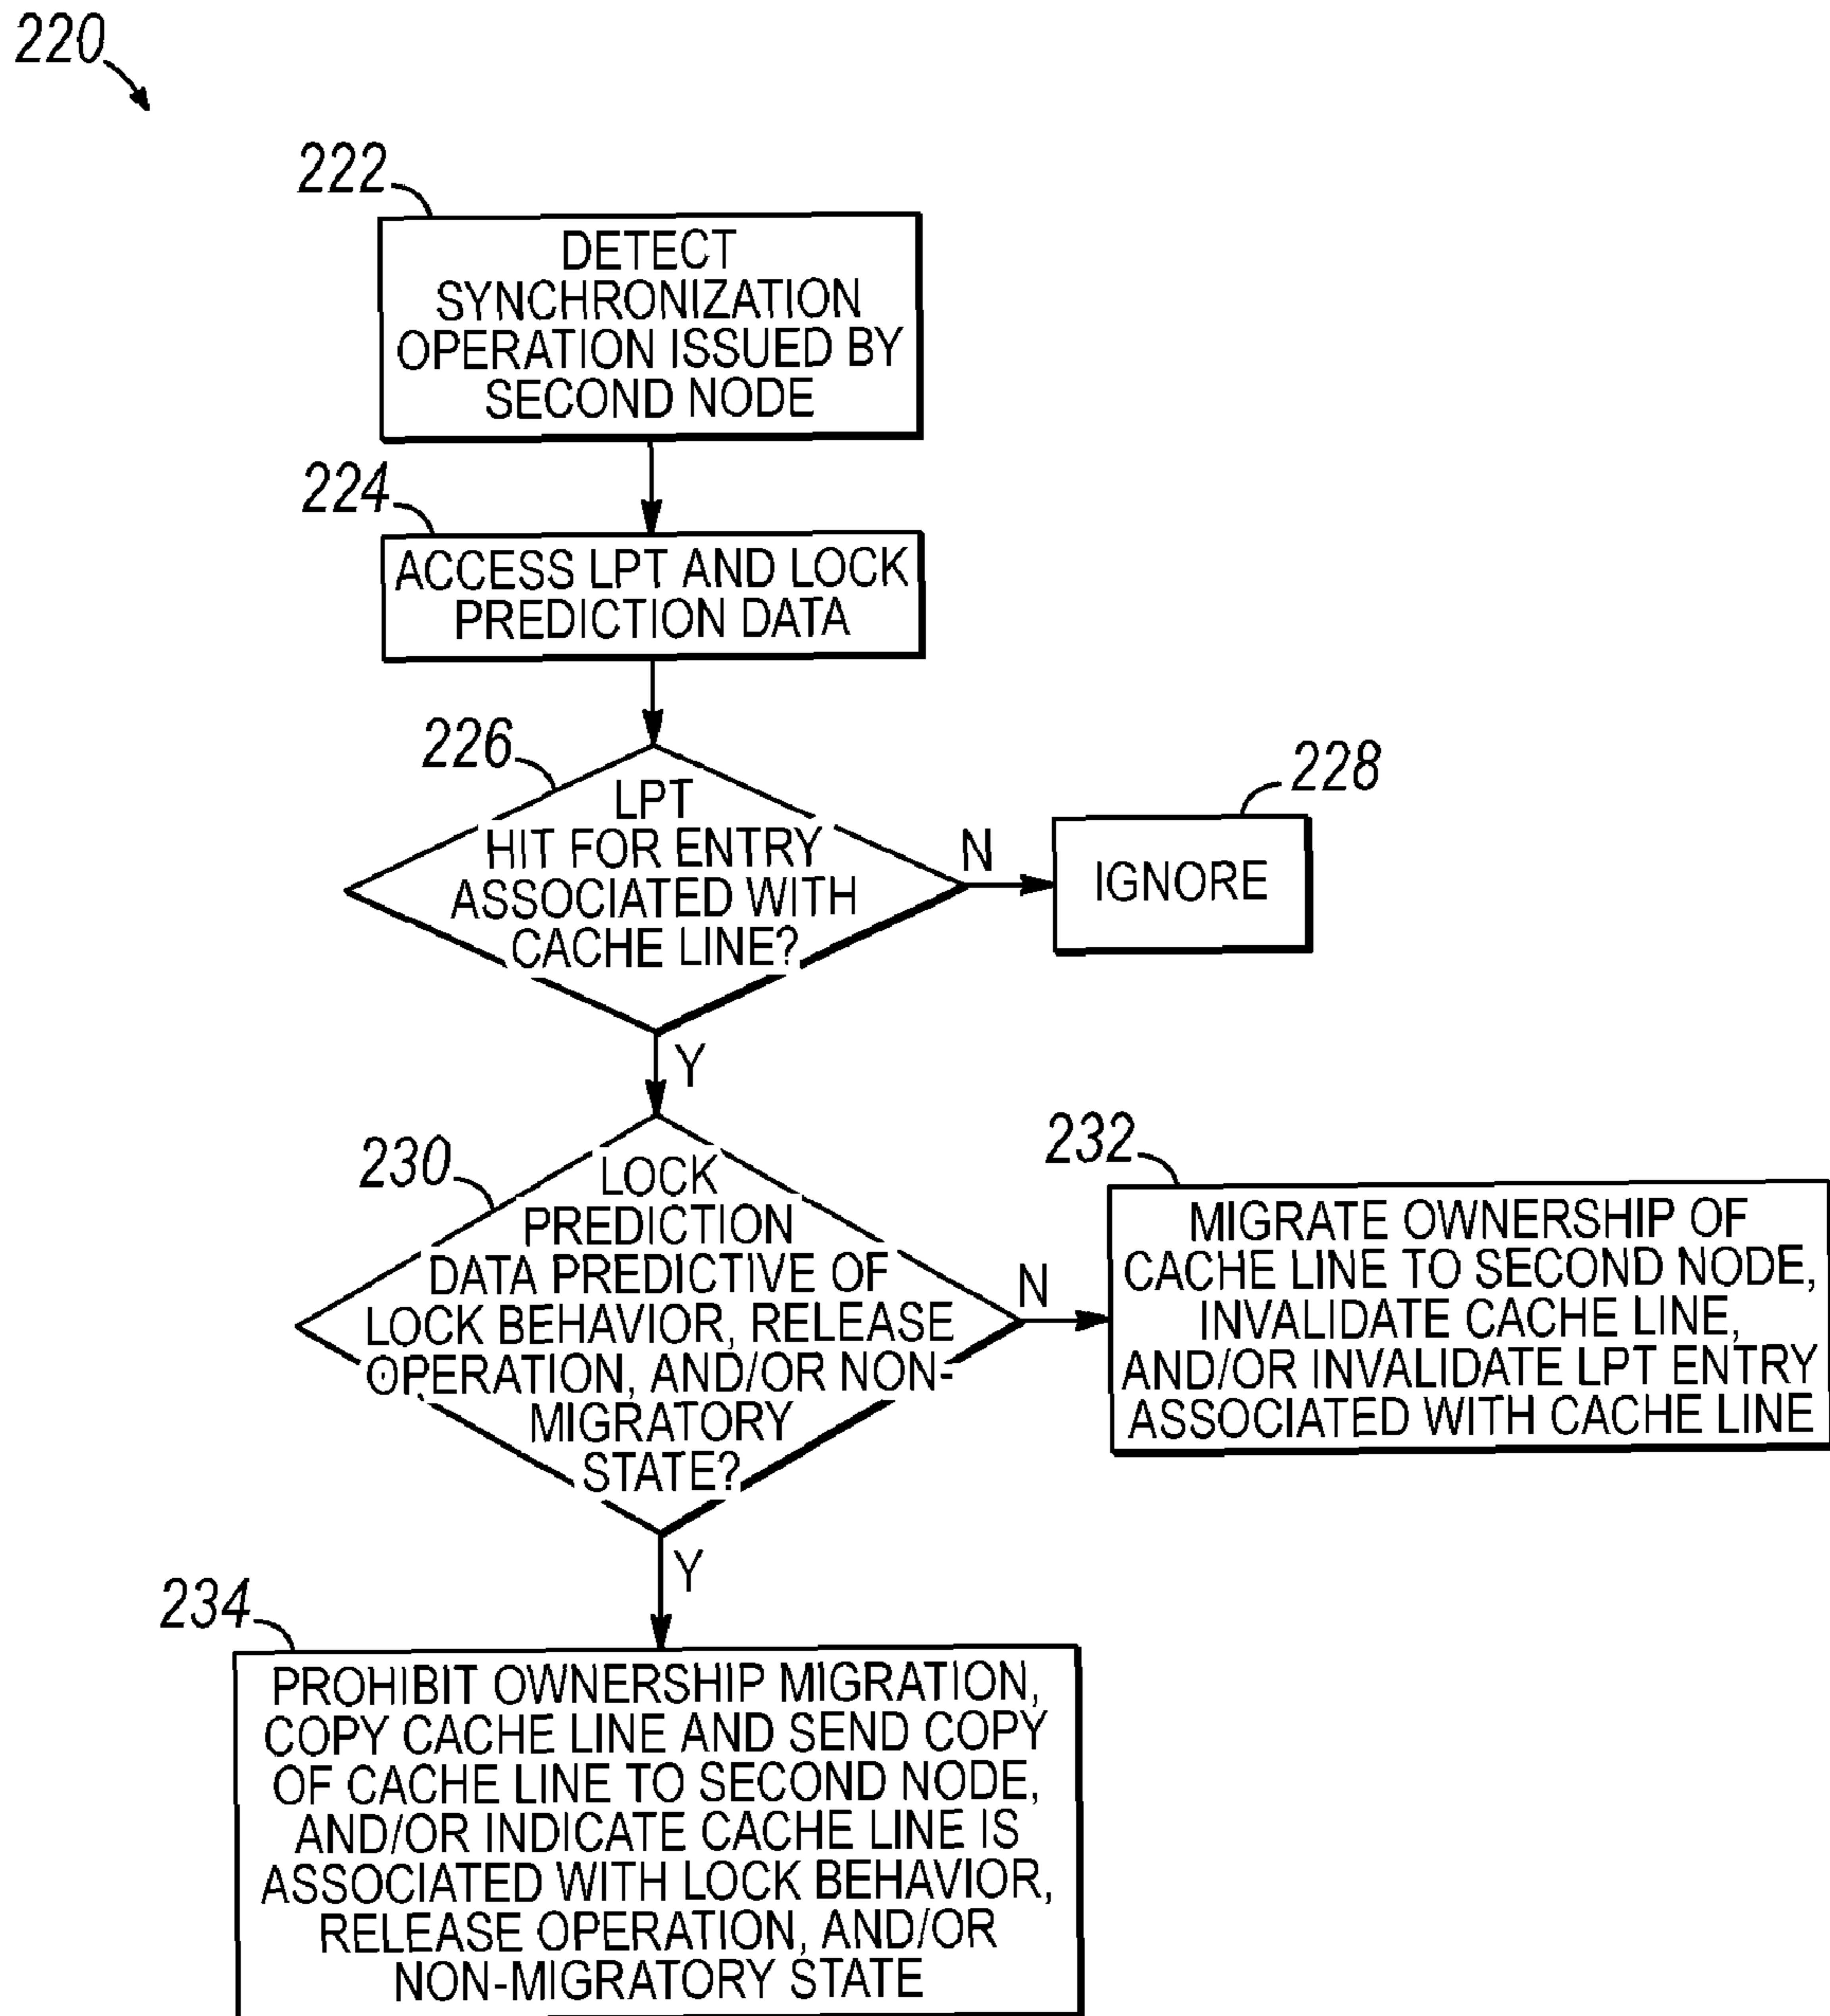 220
222
DETECT
SYNCHRONIZATION
OPERATION ISSUED BY
SECOND NODE
224
ACCESS LPT AND LOCK
PREDICTION DATA
226
LPT
HIT FOR ENTRY
ASSOCIATED WITH
CACHE LINE?
N
228
IGNORE
Y
230
LOCK
PREDICTION
DATA PREDICTIVE OF
LOCK BEHAVIOR, RELEASE
OPERATION, AND/OR NON-
MIGRATORY
STATE?
N
232
MIGRATE OWNERSHIP OF
CACHE LINE TO SECOND NODE,
INVALIDATE CACHE LINE,
AND/OR INVALIDATE LPT ENTRY
ASSOCIATED WITH CACHE LINE
Y
234
PROHIBIT OWNERSHIP MIGRATION,
COPY CACHE LINE AND SEND COPY
OF CACHE LINE TO SECOND NODE,
AND/OR INDICATE CACHE LINE IS
ASSOCIATED WITH LOCK BEHAVIOR,
RELEASE OPERATION, AND/OR
NON-MIGRATORY STATE